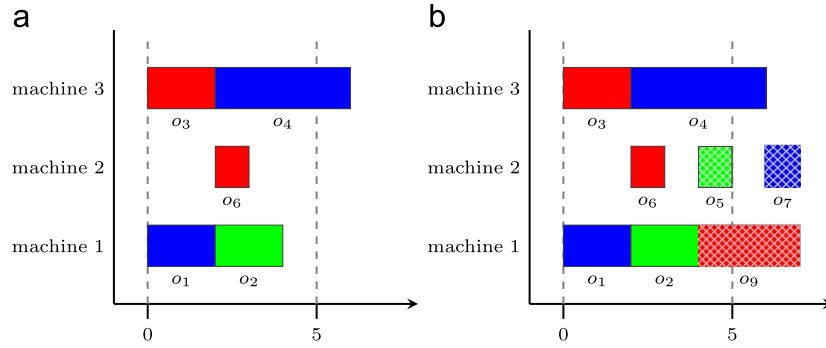 a
machine 3
o3 o4
machine 2
o6
machine 1
o1 o2
0 5
b
machine 3
o3 o4
machine 2
o6 o5 o7
machine 1
o1 o2 o9
0 5